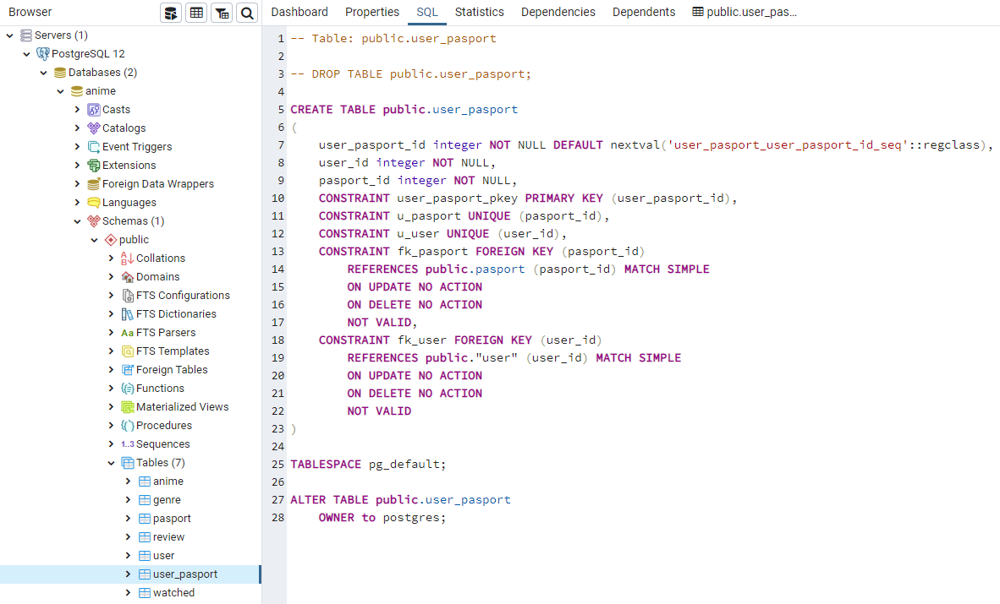 Browser
Servers (1)
PostgreSQL 12
Databases (2)
anime
Casts
Catalogs
Event Triggers
Extensions
Foreign Data Wrappers
Languages
Schemas (1)
public
Collations
Domains
FTS Configurations
FTS Dictionaries
Aa FTS Parsers
FTS Templates
Foreign Tables
Functions
Materialized Views
Procedures
1..3 Sequences
Tables (7)
anime
genre
pasport
review
user
user_pasport
watched
Dashboard Properties SQL Statistics Dependencies Dependents public.user_pas...
1 -- Table: public.user_pasport
2
3 -- DROP TABLE public.user_pasport;
4
5 CREATE TABLE public.user_pasport
6 (
7 user_pasport_id integer NOT NULL DEFAULT nextval('user_pasport_user_pasport_id_seq'::regclass),
8 user_id integer NOT NULL,
9 pasport_id integer NOT NULL,
10 CONSTRAINT user_pasport_pkey PRIMARY KEY (user_pasport_id),
11 CONSTRAINT u_pasport UNIQUE (pasport_id),
12 CONSTRAINT u_user UNIQUE (user_id),
13 CONSTRAINT fk_pasport FOREIGN KEY (pasport_id)
14 REFERENCES public.pasport (pasport_id) MATCH SIMPLE
15 ON UPDATE NO ACTION
16 ON DELETE NO ACTION
17 NOT VALID,
18 CONSTRAINT fk_user FOREIGN KEY (user_id)
19 REFERENCES public."user" (user_id) MATCH SIMPLE
20 ON UPDATE NO ACTION
21 ON DELETE NO ACTION
22 NOT VALID
23 )
24
25 TABLESPACE pg_default;
26
27 ALTER TABLE public.user_pasport
28 OWNER to postgres;